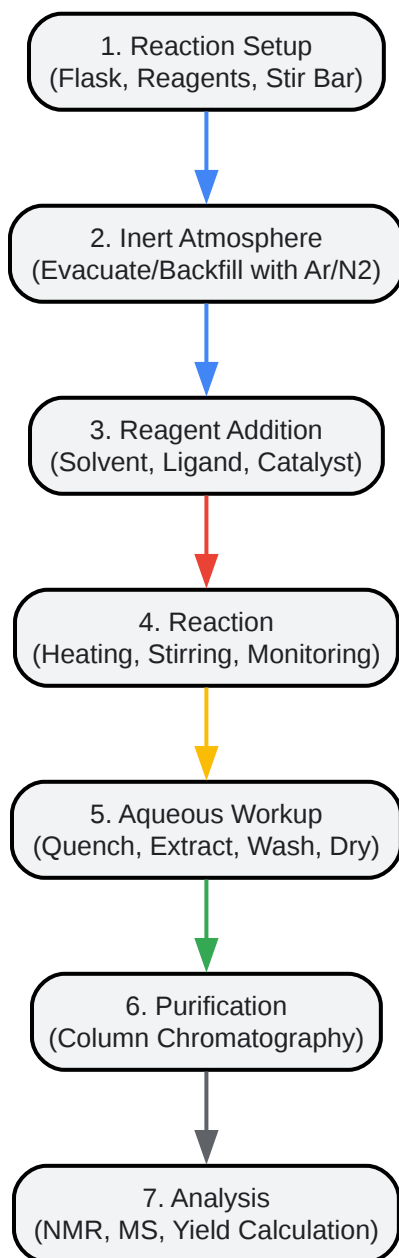 1. Reaction Setup
(Flask, Reagents, Stir Bar)
2. Inert Atmosphere
(Evacuate/Backfill with Ar/N2)
3. Reagent Addition
(Solvent, Ligand, Catalyst)
4. Reaction
(Heating, Stirring, Monitoring)
5. Aqueous Workup
(Quench, Extract, Wash, Dry)
6. Purification
(Column Chromatography)
7. Analysis
(NMR, MS, Yield Calculation)